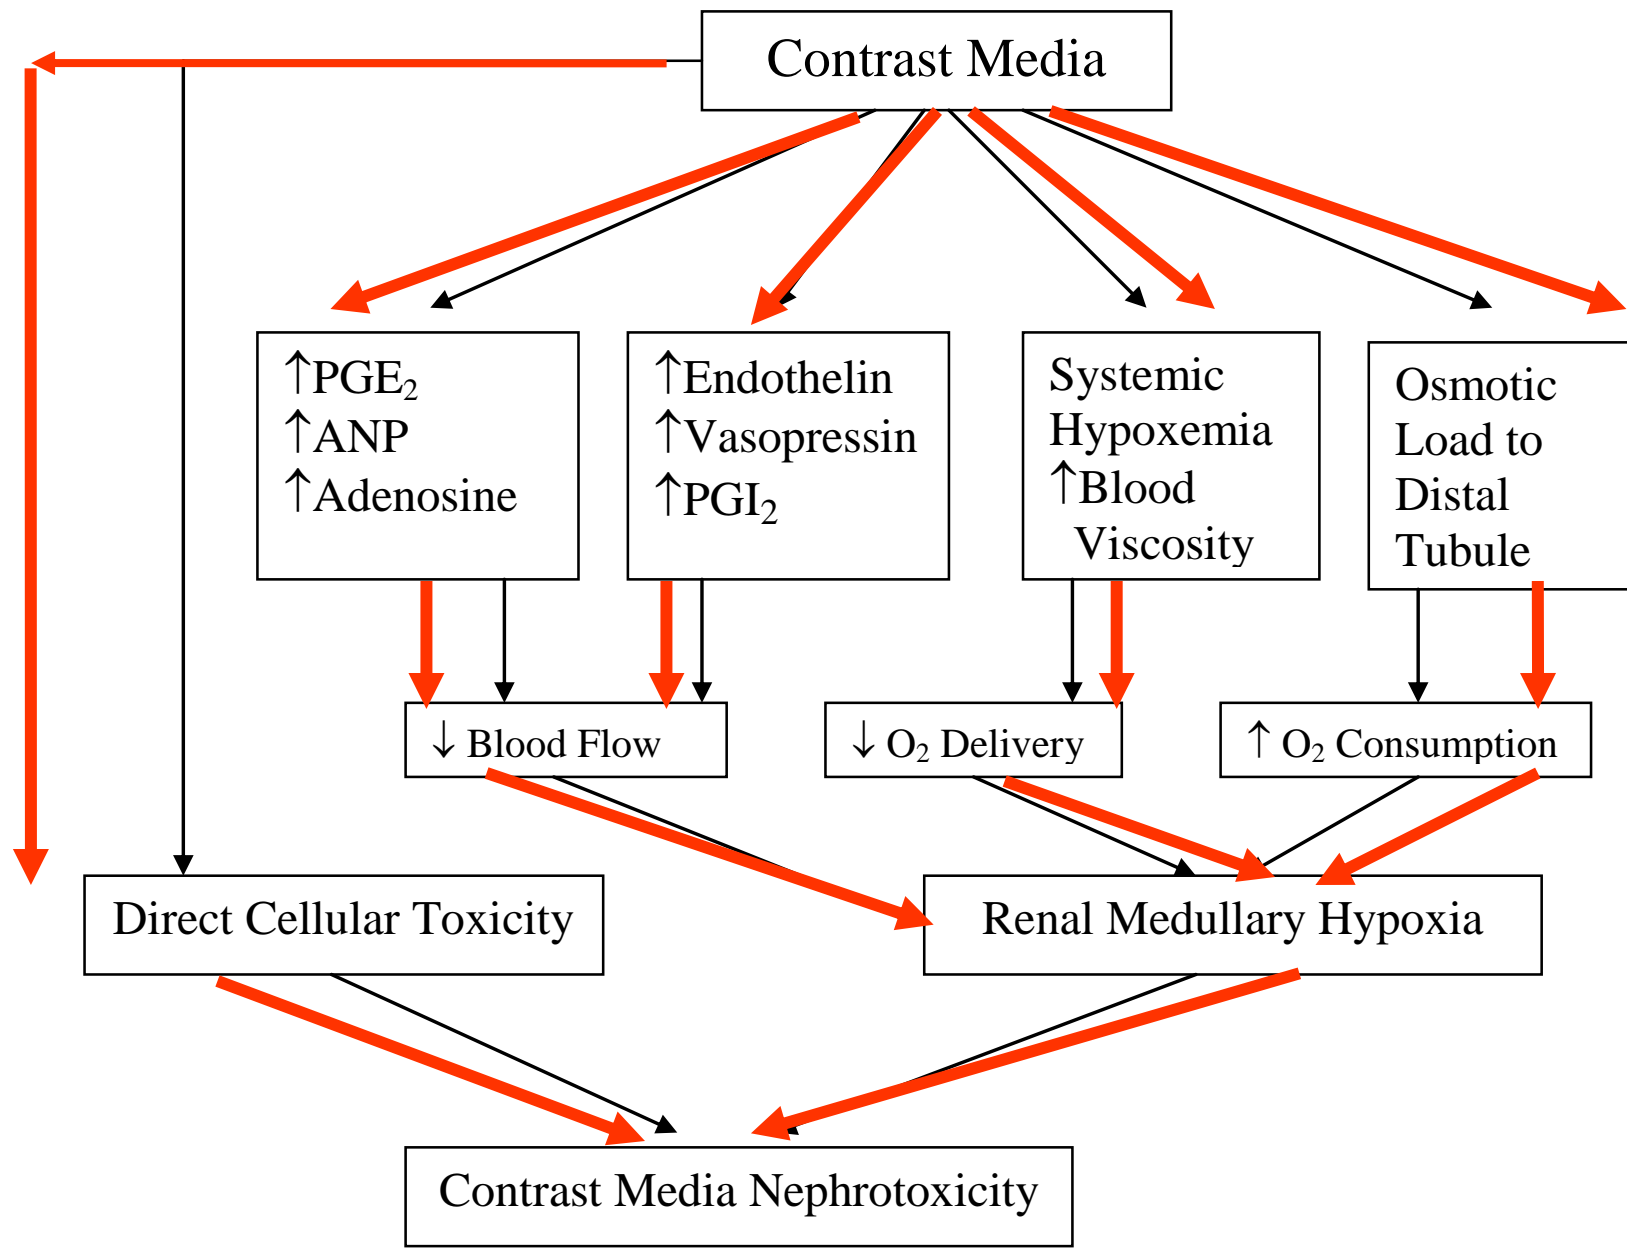 Contrast Media
↑PGE₂
↑ANP
↑Adenosine
↑Endothelin
↑Vasopressin
↑PGI₂
Systemic
Hypoxemia
↑Blood
Viscosity
Osmotic
Load to
Distal
Tubule
↓ Blood Flow
↓ O₂ Delivery
↑ O₂ Consumption
Direct Cellular Toxicity
Renal Medullary Hypoxia
Contrast Media Nephrotoxicity